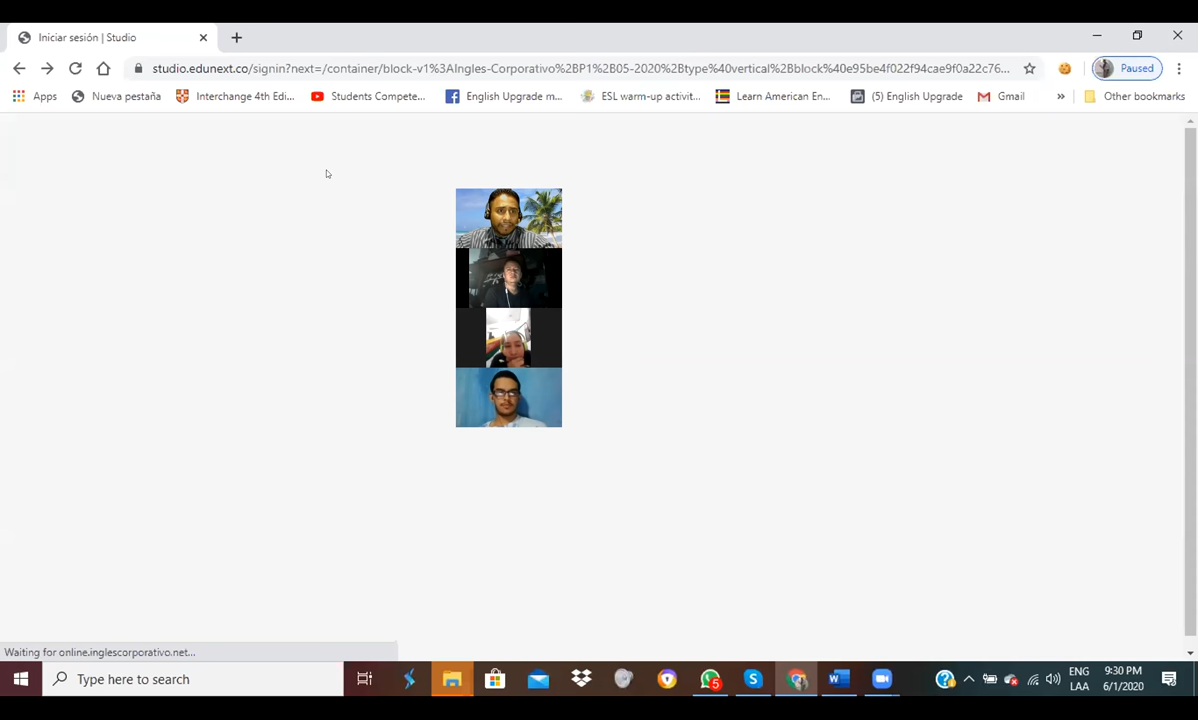 Iniciar sesión | Studio
studio.edunext.co/signin?next=/container/block-v1%3AIngles-Corporativo%2BP1%2B05-2020%2Btype%40vertical%2Bblock%40e95be4f022f94cae9f0a22c76...
Paused
Apps
Nueva pestaña
Interchange 4th Edi...
Students Compete...
English Upgrade m...
ESL warm-up activit...
Learn American En...
(5) English Upgrade
Gmail
»
Other bookmarks
Waiting for online.inglescorporativo.net...
Type here to search
5
ENG
LAA
9:30 PM
6/1/2020